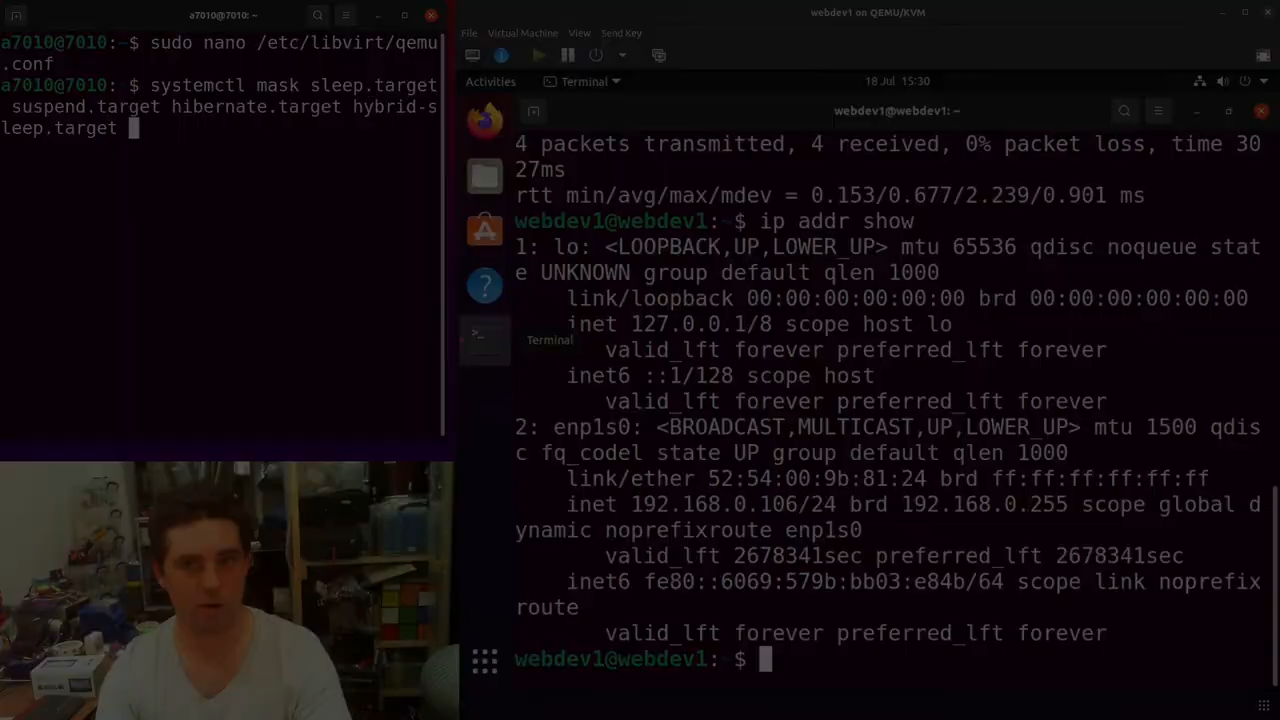 a7010@7010: ~
a7010@7010:~$ sudo nano /etc/libvirt/qemu
.conf
a7010@7010:~$ systemctl mask sleep.target
suspend.target hibernate.target hybrid-s
leep.target
webdev1 on QEMU/KVM
File Virtual Machine View Send Key
Activities Terminal 18 Jul 15:30
webdev1@webdev1: ~
4 packets transmitted, 4 received, 0% packet loss, time 30
27ms
rtt min/avg/max/mdev = 0.153/0.677/2.239/0.901 ms
webdev1@webdev1:~$ ip addr show
1: lo: <LOOPBACK,UP,LOWER_UP> mtu 65536 qdisc noqueue stat
e UNKNOWN group default qlen 1000
link/loopback 00:00:00:00:00:00 brd 00:00:00:00:00:00
inet 127.0.0.1/8 scope host lo
Terminal
valid_lft forever preferred_lft forever
inet6 ::1/128 scope host
valid_lft forever preferred_lft forever
2: enp1s0: <BROADCAST,MULTICAST,UP,LOWER_UP> mtu 1500 qdis
c fq_codel state UP group default qlen 1000
link/ether 52:54:00:9b:81:24 brd ff:ff:ff:ff:ff:ff
inet 192.168.0.106/24 brd 192.168.0.255 scope global d
ynamic noprefixroute enp1s0
valid_lft 2678341sec preferred_lft 2678341sec
inet6 fe80::6069:579b:bb03:e84b/64 scope link noprefix
route
valid_lft forever preferred_lft forever
webdev1@webdev1:~$